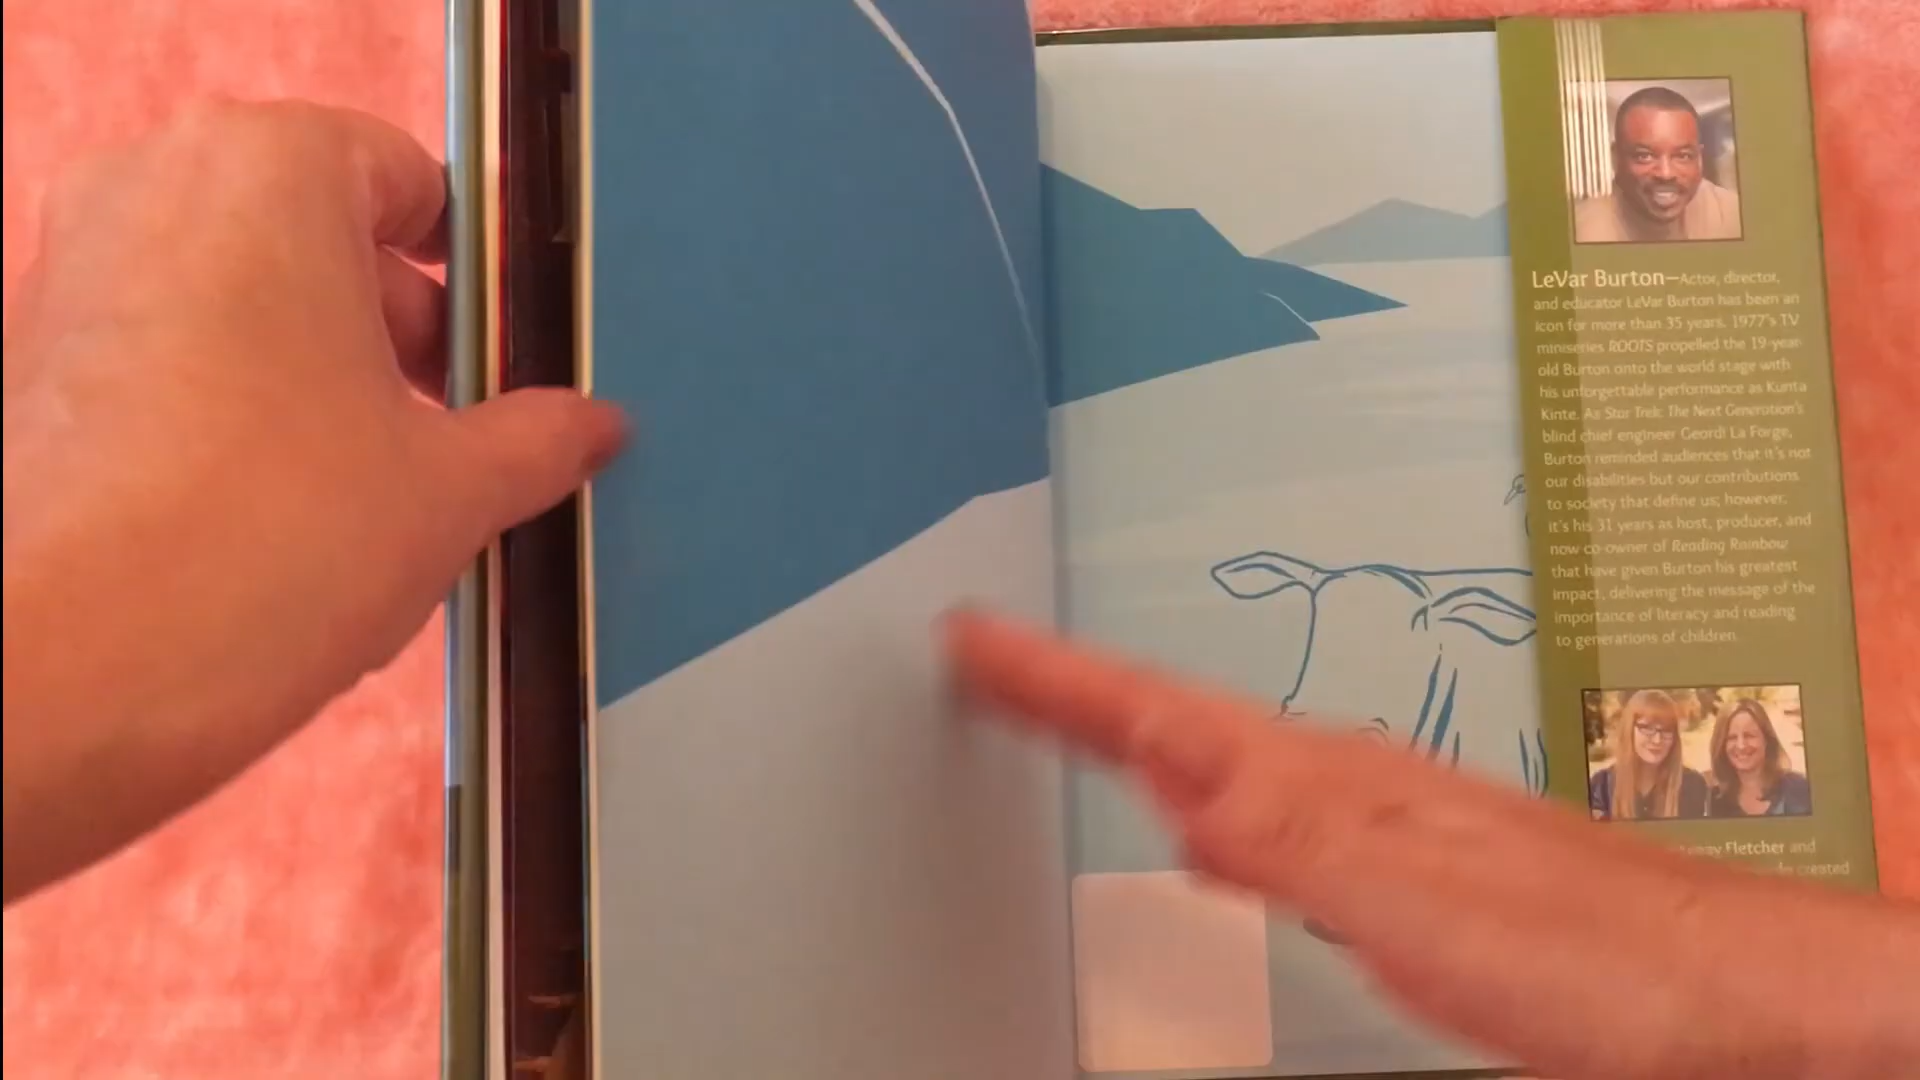 LeVar Burton—Actor, director,
and educator LeVar Burton has been an
icon for more than 35 years. 1977's TV
miniseries ROOTS propelled the 19-year-
old Burton onto the world stage with
his unforgettable performance as Kunta
Kinte. As Star Trek: The Next Generation's
blind chief engineer Geordi La Forge,
Burton reminded audiences that it's not
our disabilities but our contributions
to society that define us; however,
it's his 31 years as host, producer, and
now co-owner of Reading Rainbow
that have given Burton his greatest
impact, delivering the message of the
importance of literacy and reading
to generations of children.
Fletcher and
created